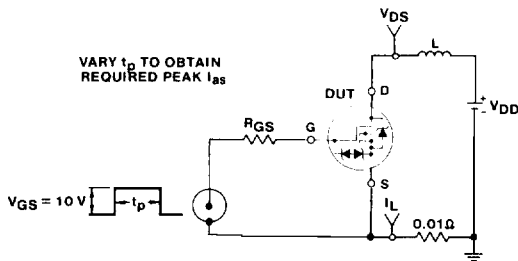 VDS
L
VARY tp TO OBTAIN
REQUIRED PEAK Ias
DUT
D
+
VDD
-
RGS
G
S
VGS = 10 V
tp
IL
0.01Ω